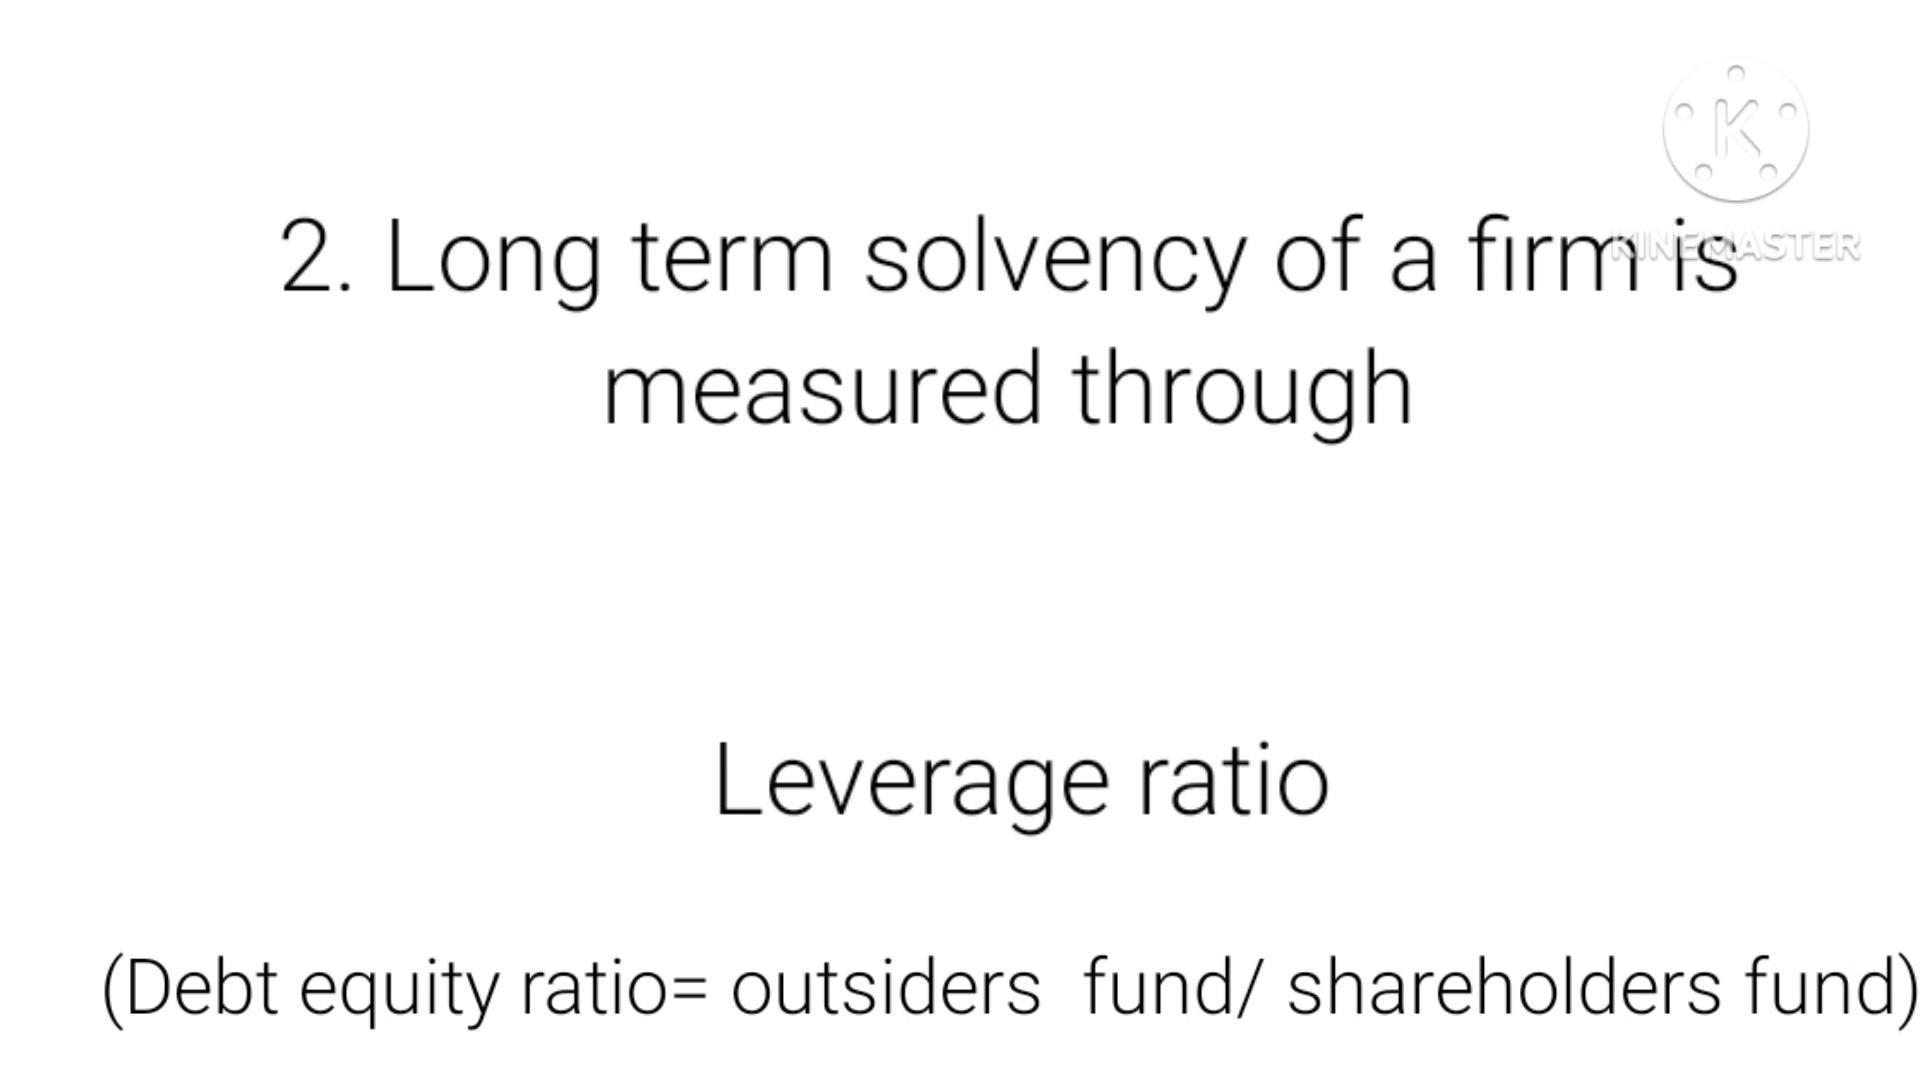 K
KINEMASTER
2. Long term solvency of a firm is
measured through
Leverage ratio
(Debt equity ratio= outsiders  fund/ shareholders fund)